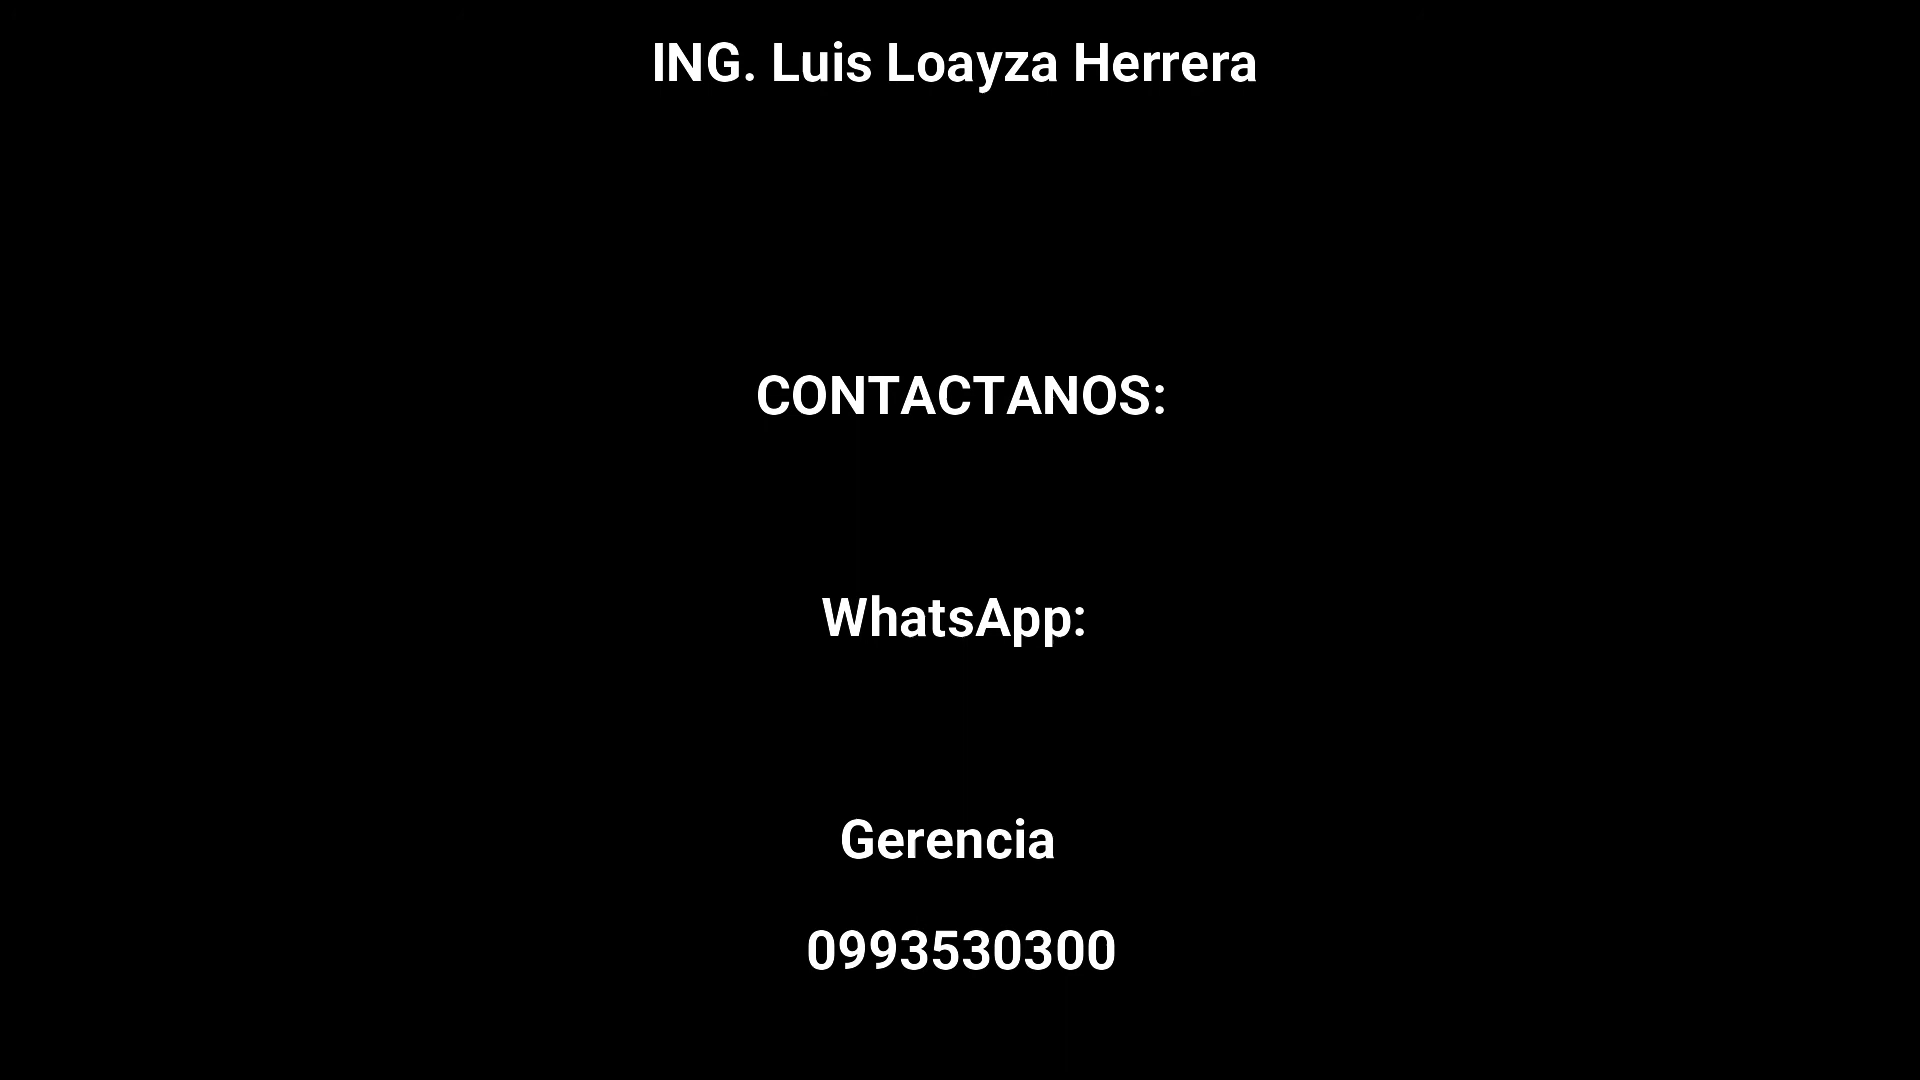 ING. Luis Loayza Herrera
CONTACTANOS:
WhatsApp:
Gerencia
0993530300